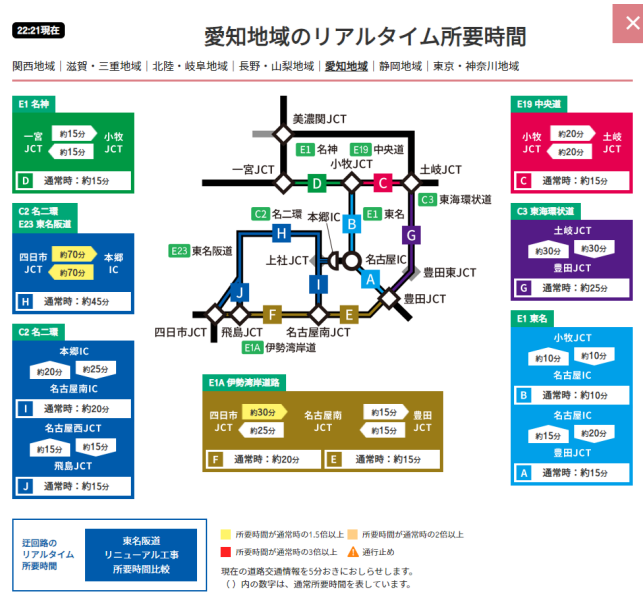 22:21現在
愛知地域のリアルタイム所要時間
×
関西地域｜滋賀・三重地域｜北陸・岐阜地域｜長野・山梨地域｜愛知地域｜静岡地域｜東京・神奈川地域
E1 名神
一宮JCT
約15分
約15分
小牧JCT
D 通常時：約15分
C2 名二環
E23 東名阪道
四日市JCT
約70分
約70分
本郷IC
H 通常時：約45分
C2 名二環
本郷IC
約20分 約25分
名古屋南IC
I 通常時：約20分
名古屋西JCT
約15分 約15分
飛島JCT
J 通常時：約15分
美濃関JCT
E1 名神 E19 中央道
一宮JCT 小牧JCT 土岐JCT
D C
C3 東海環状道
C2 名二環 本郷IC E1 東名
B
H G
E23 東名阪道 上社JCT 名古屋IC
豊田東JCT
I A
J 豊田JCT
F E
四日市JCT 飛島JCT 名古屋南JCT
E1A 伊勢湾岸道
E1A 伊勢湾岸道路
四日市JCT
約30分
約25分
名古屋南JCT
約15分
約15分
豊田JCT
F 通常時：約20分 E 通常時：約15分
E19 中央道
小牧JCT
約20分
約20分
土岐JCT
C 通常時：約15分
C3 東海環状道
土岐JCT
約30分 約30分
豊田JCT
G 通常時：約25分
E1 東名
小牧JCT
約10分 約10分
名古屋IC
B 通常時：約10分
名古屋IC
約15分 約20分
豊田JCT
A 通常時：約15分
迂回路の
リアルタイム
所要時間
東名阪道
リニューアル工事
所要時間比較
所要時間が通常時の1.5倍以上 所要時間が通常時の2倍以上
所要時間が通常時の3倍以上 通行止め
現在の道路交通情報を5分おきにおしらせします。
（ ）内の数字は、通常所要時間を表しています。